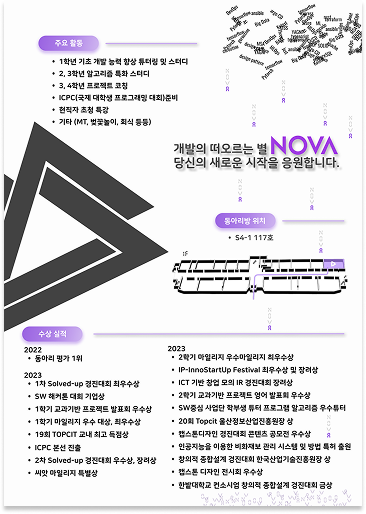 주요 활동
• 1학년 기초 개발 능력 향상 튜터링 및 스터디
• 2, 3학년 알고리즘 특화 스터디
• 3, 4학년 프로젝트 코칭
• ICPC(국제 대학생 프로그래밍 대회)준비
• 현직자 초청 특강
• 기타 (MT, 벚꽃놀이, 회식 등등)
개발의 떠오르는 별 NOVA
당신의 새로운 시작을 응원합니다.
동아리방 위치
• S4-1 117호
1F
수상 실적
2022
• 동아리 평가 1위
2023
• 1차 Solved-up 경진대회 최우수상
• SW 해커톤 대회 기업상
• 1학기 교과기반 프로젝트 발표회 우수상
• 1학기 마일리지 우수 대상, 최우수상
• 19회 TOPCIT 교내 최고 득점상
• ICPC 본선 진출
• 2차 Solved-up 경진대회 우수상, 장려상
• 씨앗 마일리지 특별상
2023
• 2학기 마일리지 우수마일리지 최우수상
• IP-InnoStartUp Festival 최우수상 및 장려상
• ICT 기반 창업 모의 IR 경진대회 장려상
• 2학기 교과기반 프로젝트 영어 발표회 우수상
• SW중심 사업단 학부생 튜터 프로그램 알고리즘 우수튜터
• 20회 Topcit 울산정보산업진흥원장 상
• 캡스톤디자인 경진대회 콘텐츠 공모전 우수상
• 인공지능을 이용한 비화재보 관리 시스템 및 방법 특허 출원
• 창의적 종합설계 경진대회 한국산업기술진흥원장 상
• 캡스톤 디자인 전시회 우수상
• 한밭대학교 컨소시엄 창의적 종합설계 경진대회 금상